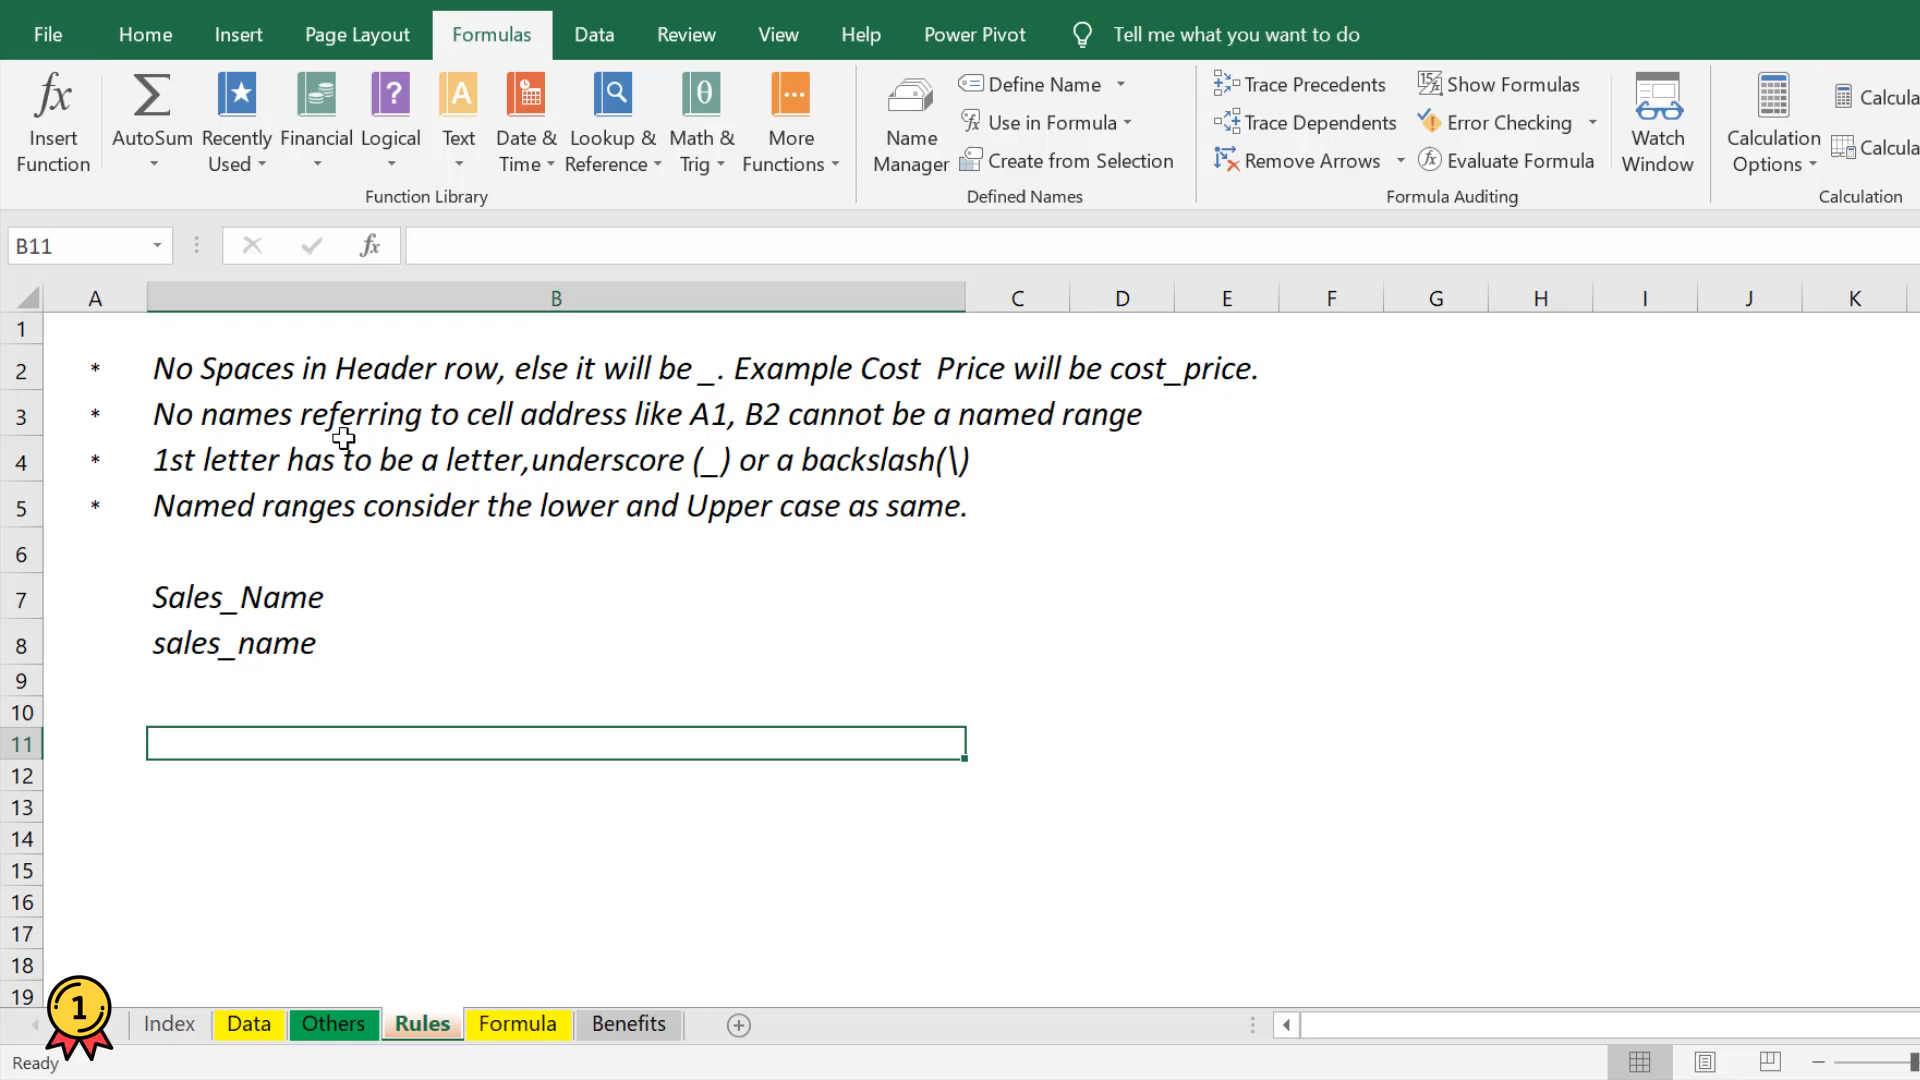 File Home Insert Page Layout Formulas Data Review View Help Power Pivot Tell me what you want to do
Insert Function
AutoSum
Recently Used
Financial
Logical
Text
Date & Time
Lookup & Reference
Math & Trig
More Functions
Function Library
Name Manager
Define Name
Use in Formula
Create from Selection
Defined Names
Trace Precedents
Trace Dependents
Remove Arrows
Show Formulas
Error Checking
Evaluate Formula
Formula Auditing
Watch Window
Calculation Options
Calcula
Calcula
Calculation
B11 fx
A B C D E F G H I J K
1
2 * No Spaces in Header row, else it will be _. Example Cost  Price will be cost_price.
3 * No names referring to cell address like A1, B2 cannot be a named range
4 * 1st letter has to be a letter,underscore (_) or a backslash(\)
5 * Named ranges consider the lower and Upper case as same.
6
7 Sales_Name
8 sales_name
9
10
11
12
13
14
15
16
17
18
19
1
Index Data Others Rules Formula Benefits
Ready